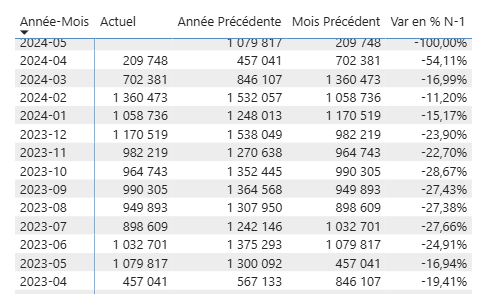 Année-Mois Actuel Année Précédente Mois Précédent Var en % N-1
2024-05 1 079 817 209 748 -100,00%
2024-04 209 748 457 041 702 381 -54,11%
2024-03 702 381 846 107 1 360 473 -16,99%
2024-02 1 360 473 1 532 057 1 058 736 -11,20%
2024-01 1 058 736 1 248 013 1 170 519 -15,17%
2023-12 1 170 519 1 538 049 982 219 -23,90%
2023-11 982 219 1 270 638 964 743 -22,70%
2023-10 964 743 1 352 445 990 305 -28,67%
2023-09 990 305 1 364 568 949 893 -27,43%
2023-08 949 893 1 307 950 898 609 -27,38%
2023-07 898 609 1 242 146 1 032 701 -27,66%
2023-06 1 032 701 1 375 293 1 079 817 -24,91%
2023-05 1 079 817 1 300 092 457 041 -16,94%
2023-04 457 041 567 133 846 107 -19,41%